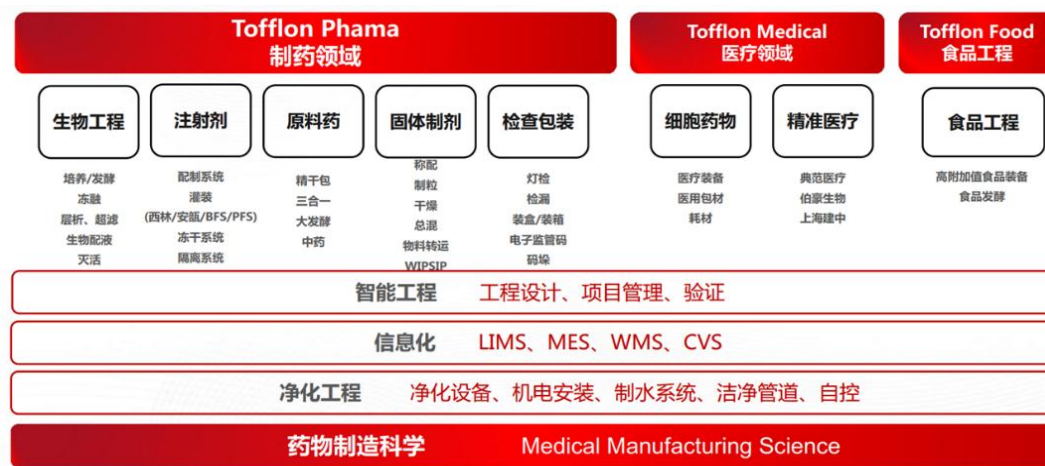 Tofflon Phama
制药领域
Tofflon Medical
医疗领域
Tofflon Food
食品工程
生物工程
注射剂
原料药
固体制剂
检查包装
细胞药物
精准医疗
食品工程
培养/发酵
冻融
层析、超滤
生物配液
灭活
配制系统
灌装
(西林/安瓿/BFS/PFS)
冻干系统
隔离系统
精干包
三合一
大发酵
中药
称配
制粒
干燥
总混
物料转运
WIPSIP
灯检
检漏
装盒/装箱
电子监管码
码垛
医疗装备
医用包材
耗材
典范医疗
伯豪生物
上海建中
高附加值食品装备
食品发酵
智能工程 工程设计、项目管理、验证
信息化 LIMS、MES、WMS、CVS
净化工程 净化设备、机电安装、制水系统、洁净管道、自控
药物制造科学 Medical Manufacturing Science